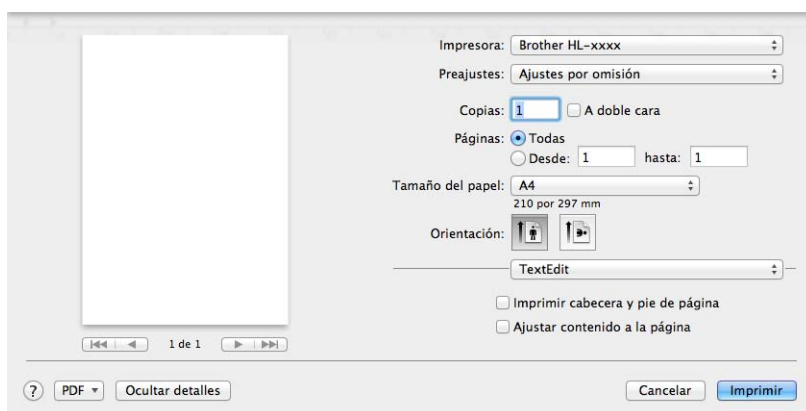 Impresora: Brother HL-xxxx
Preajustes: Ajustes por omisión
Copias: 1 A doble cara
Páginas: Todas
Desde: 1 hasta: 1
Tamaño del papel: A4
210 por 297 mm
Orientación:
TextEdit
Imprimir cabecera y pie de página
Ajustar contenido a la página
1 de 1
? PDF Ocultar detalles Cancelar Imprimir